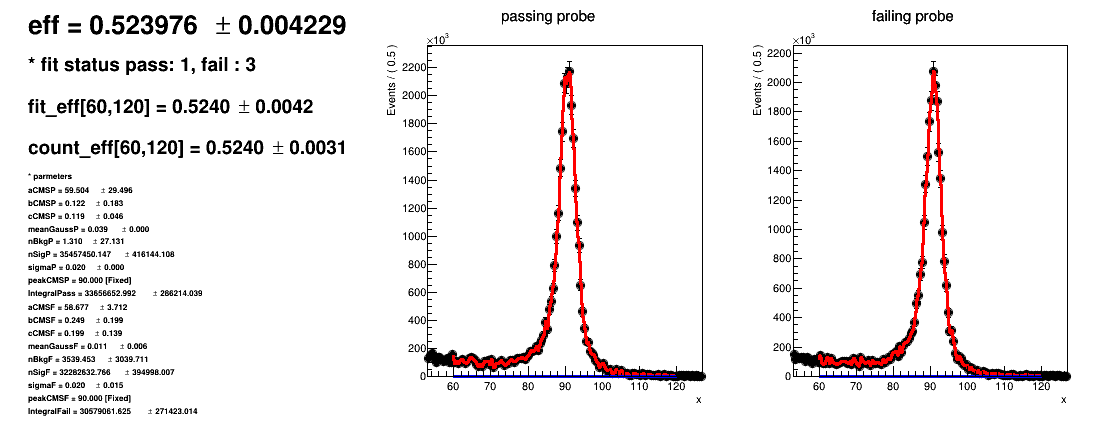 eff = 0.523976 ± 0.004229
* fit status pass: 1, fail : 3
fit_eff[60,120] = 0.5240 ± 0.0042
count_eff[60,120] = 0.5240 ± 0.0031
* parmeters
aCMSP = 59.504 ± 29.496
bCMSP = 0.122 ± 0.183
cCMSP = 0.119 ± 0.046
meanGaussP = 0.039 ± 0.000
nBkgP = 1.310 ± 27.131
nSigP = 35457450.147 ± 416144.108
sigmaP = 0.020 ± 0.000
peakCMSP = 90.000 [Fixed]
IntegralPass = 33656652.992 ± 286214.039
aCMSF = 58.677 ± 3.712
bCMSF = 0.249 ± 0.199
cCMSF = 0.199 ± 0.139
meanGaussF = 0.011 ± 0.006
nBkgF = 3539.453 ± 3039.711
nSigF = 32282632.766 ± 394998.007
sigmaF = 0.020 ± 0.015
peakCMSF = 90.000 [Fixed]
IntegralFail = 30579061.625 ± 271423.014
passing probe
×10³
Events / ( 0.5 )
2200
2000
1800
1600
1400
1200
1000
800
600
400
200
0
60 70 80 90 100 110 120
x
failing probe
×10³
Events / ( 0.5 )
2200
2000
1800
1600
1400
1200
1000
800
600
400
200
0
60 70 80 90 100 110 120
x